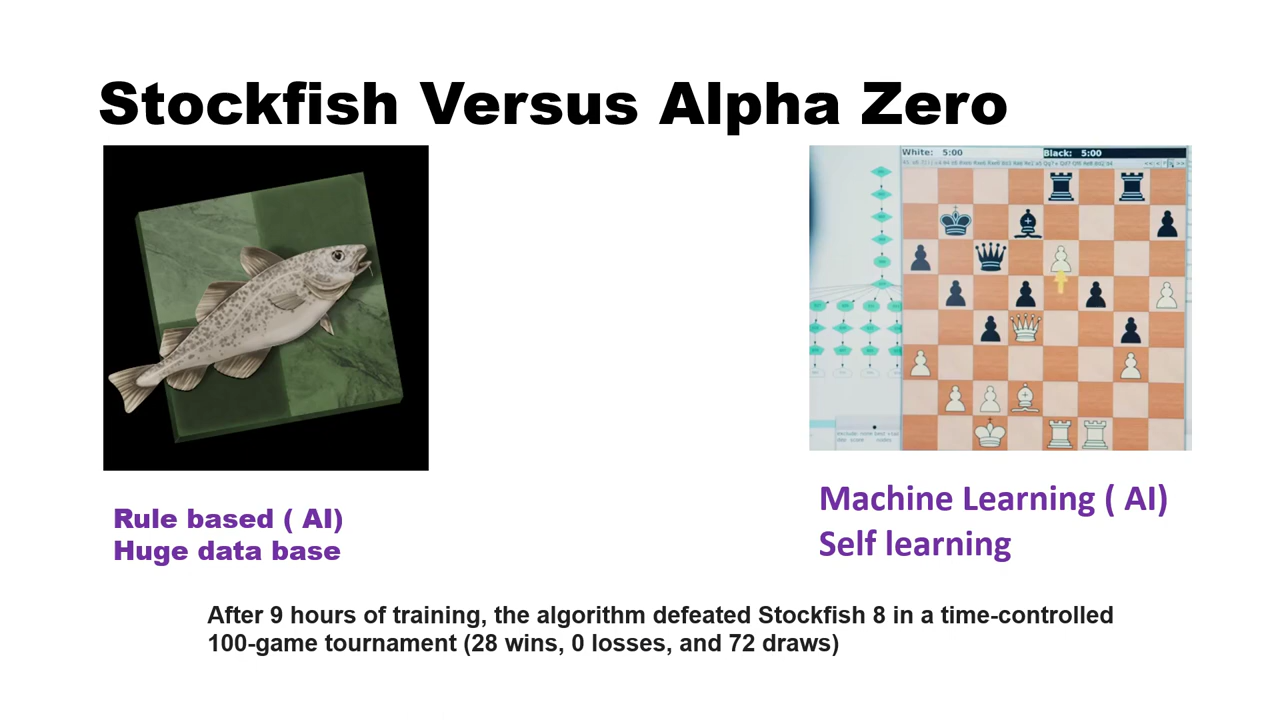 Stockfish Versus Alpha Zero
White: 5:00
Black: 5:00
Rule based ( AI)
Huge data base
Machine Learning ( AI)
Self learning
After 9 hours of training, the algorithm defeated Stockfish 8 in a time-controlled
100-game tournament (28 wins, 0 losses, and 72 draws)